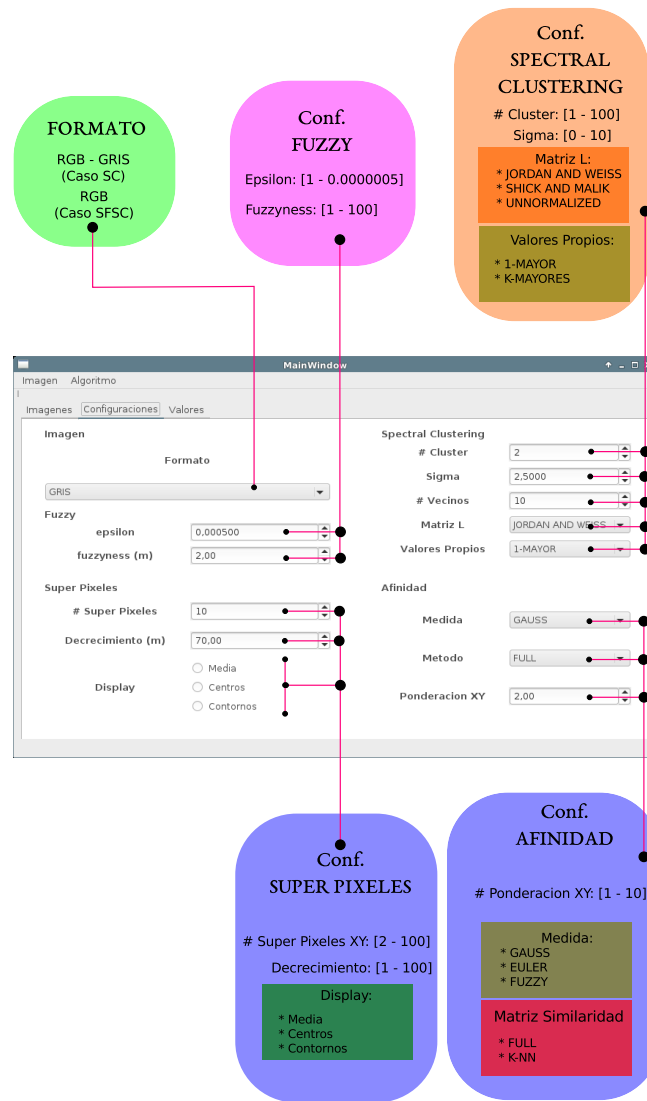 Conf.
SPECTRAL
CLUSTERING
# Cluster: [1 - 100]
Sigma: [0 - 10]
Matriz L:
* JORDAN AND WEISS
* SHICK AND MALIK
* UNNORMALIZED
Valores Propios:
* 1-MAYOR
* K-MAYORES
Conf.
FUZZY
Epsilon: [1 - 0.0000005]
Fuzzyness: [1 - 100]
FORMATO
RGB - GRIS
(Caso SC)
RGB
(Caso SFSC)
MainWindow
Imagen Algoritmo
Imagenes Configuraciones Valores
Imagen
Formato
GRIS
Fuzzy
epsilon 0,000500
fuzzyness (m) 2,00
Super Pixeles
# Super Pixeles 10
Decrecimiento (m) 70,00
Display
Media
Centros
Contornos
Spectral Clustering
# Cluster 2
Sigma 2,5000
# Vecinos 10
Matriz L JORDAN AND WEISS
Valores Propios 1-MAYOR
Afinidad
Medida GAUSS
Metodo FULL
Ponderacion XY 2,00
Conf.
SUPER PIXELES
# Super Pixeles XY: [2 - 100]
Decrecimiento: [1 - 100]
Display:
* Media
* Centros
* Contornos
Conf.
AFINIDAD
# Ponderacion XY: [1 - 10]
Medida:
* GAUSS
* EULER
* FUZZY
Matriz Similaridad
* FULL
* K-NN